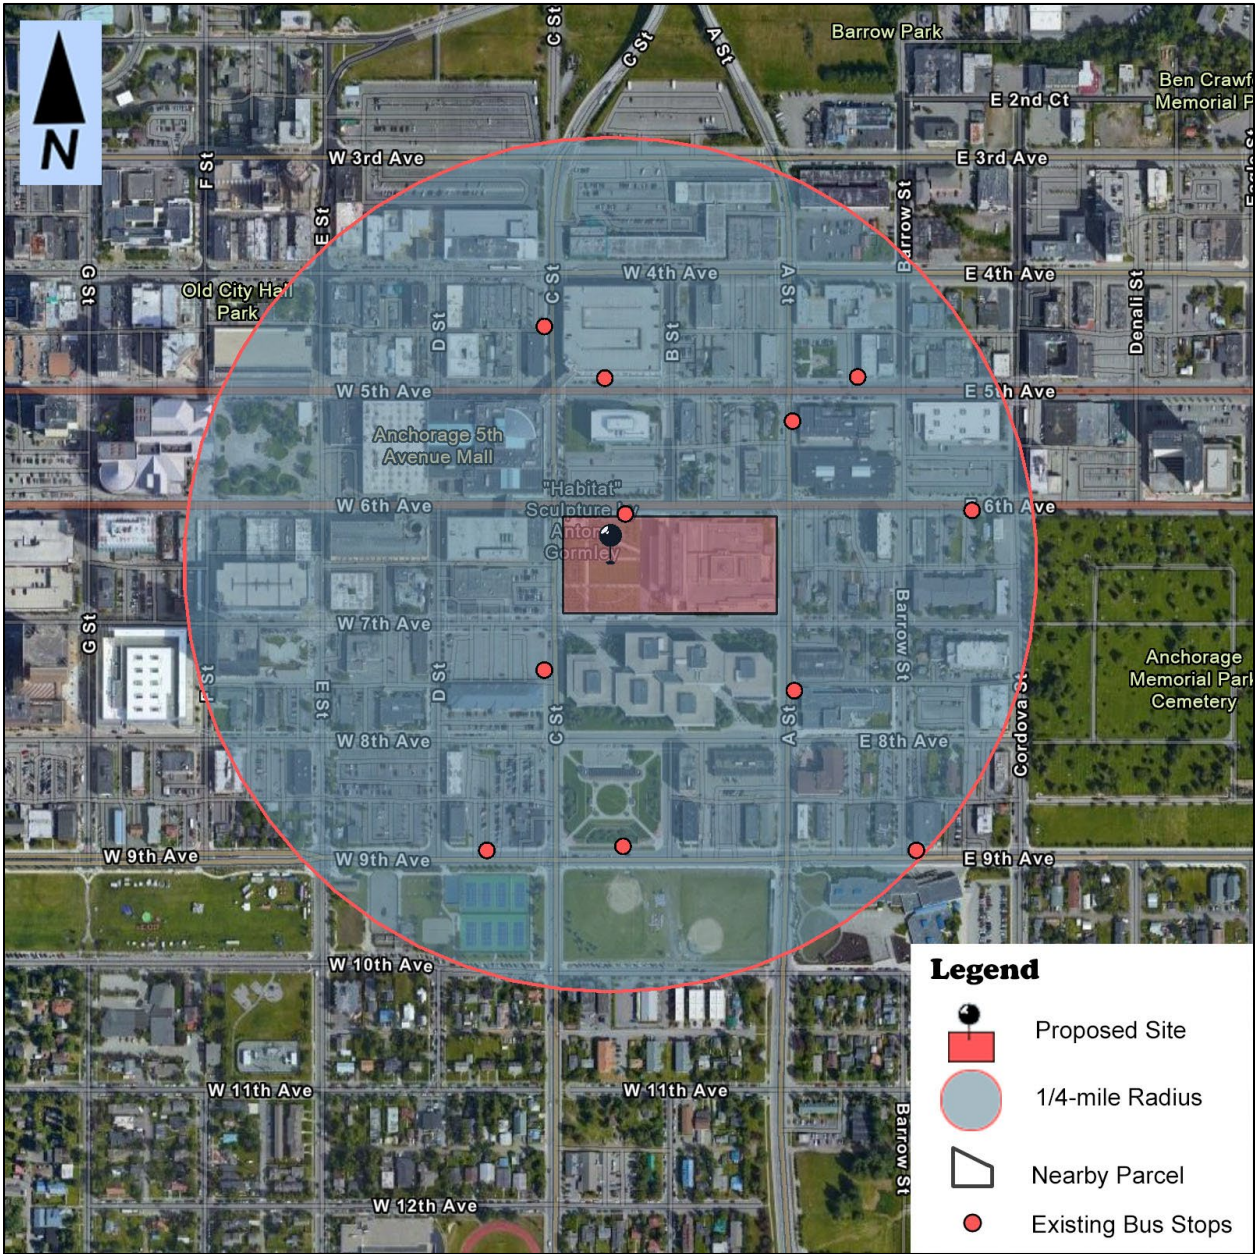 C St
C St
A St
Barrow Park
Ben Crawf
Memorial P
E 2nd Ct
N
F St
W 3rd Ave
E 3rd Ave
E St
Barrow St
G St
C St
W 4th Ave
A St
E 4th Ave
Old City Hall
Park
D St
B St
Denali St
W 5th Ave
E 5th Ave
Anchorage 5th
Avenue Mall
"Habitat"
Sculpture
Antony
Gormley
W 6th Ave
E 6th Ave
G St
W 7th Ave
Barrow St
Anchorage
Memorial Park
Cemetery
F St
E St
D St
C St
A St
Cordova St
W 8th Ave
E 8th Ave
W 9th Ave
W 9th Ave
E 9th Ave
W 10th Ave
W 11th Ave
W 11th Ave
Barrow St
W 12th Ave
Legend
Proposed Site
1/4-mile Radius
Nearby Parcel
Existing Bus Stops